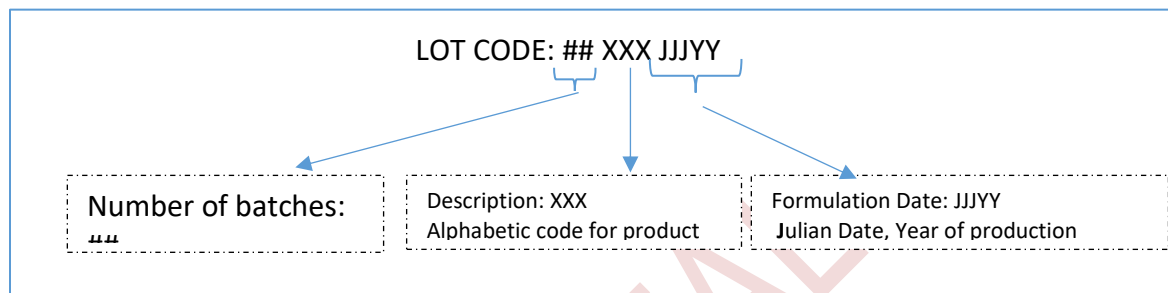 LOT CODE: ## XXX JJJYY
Number of batches:
##
Description: XXX
Alphabetic code for product
Formulation Date: JJJYY
Julian Date, Year of production